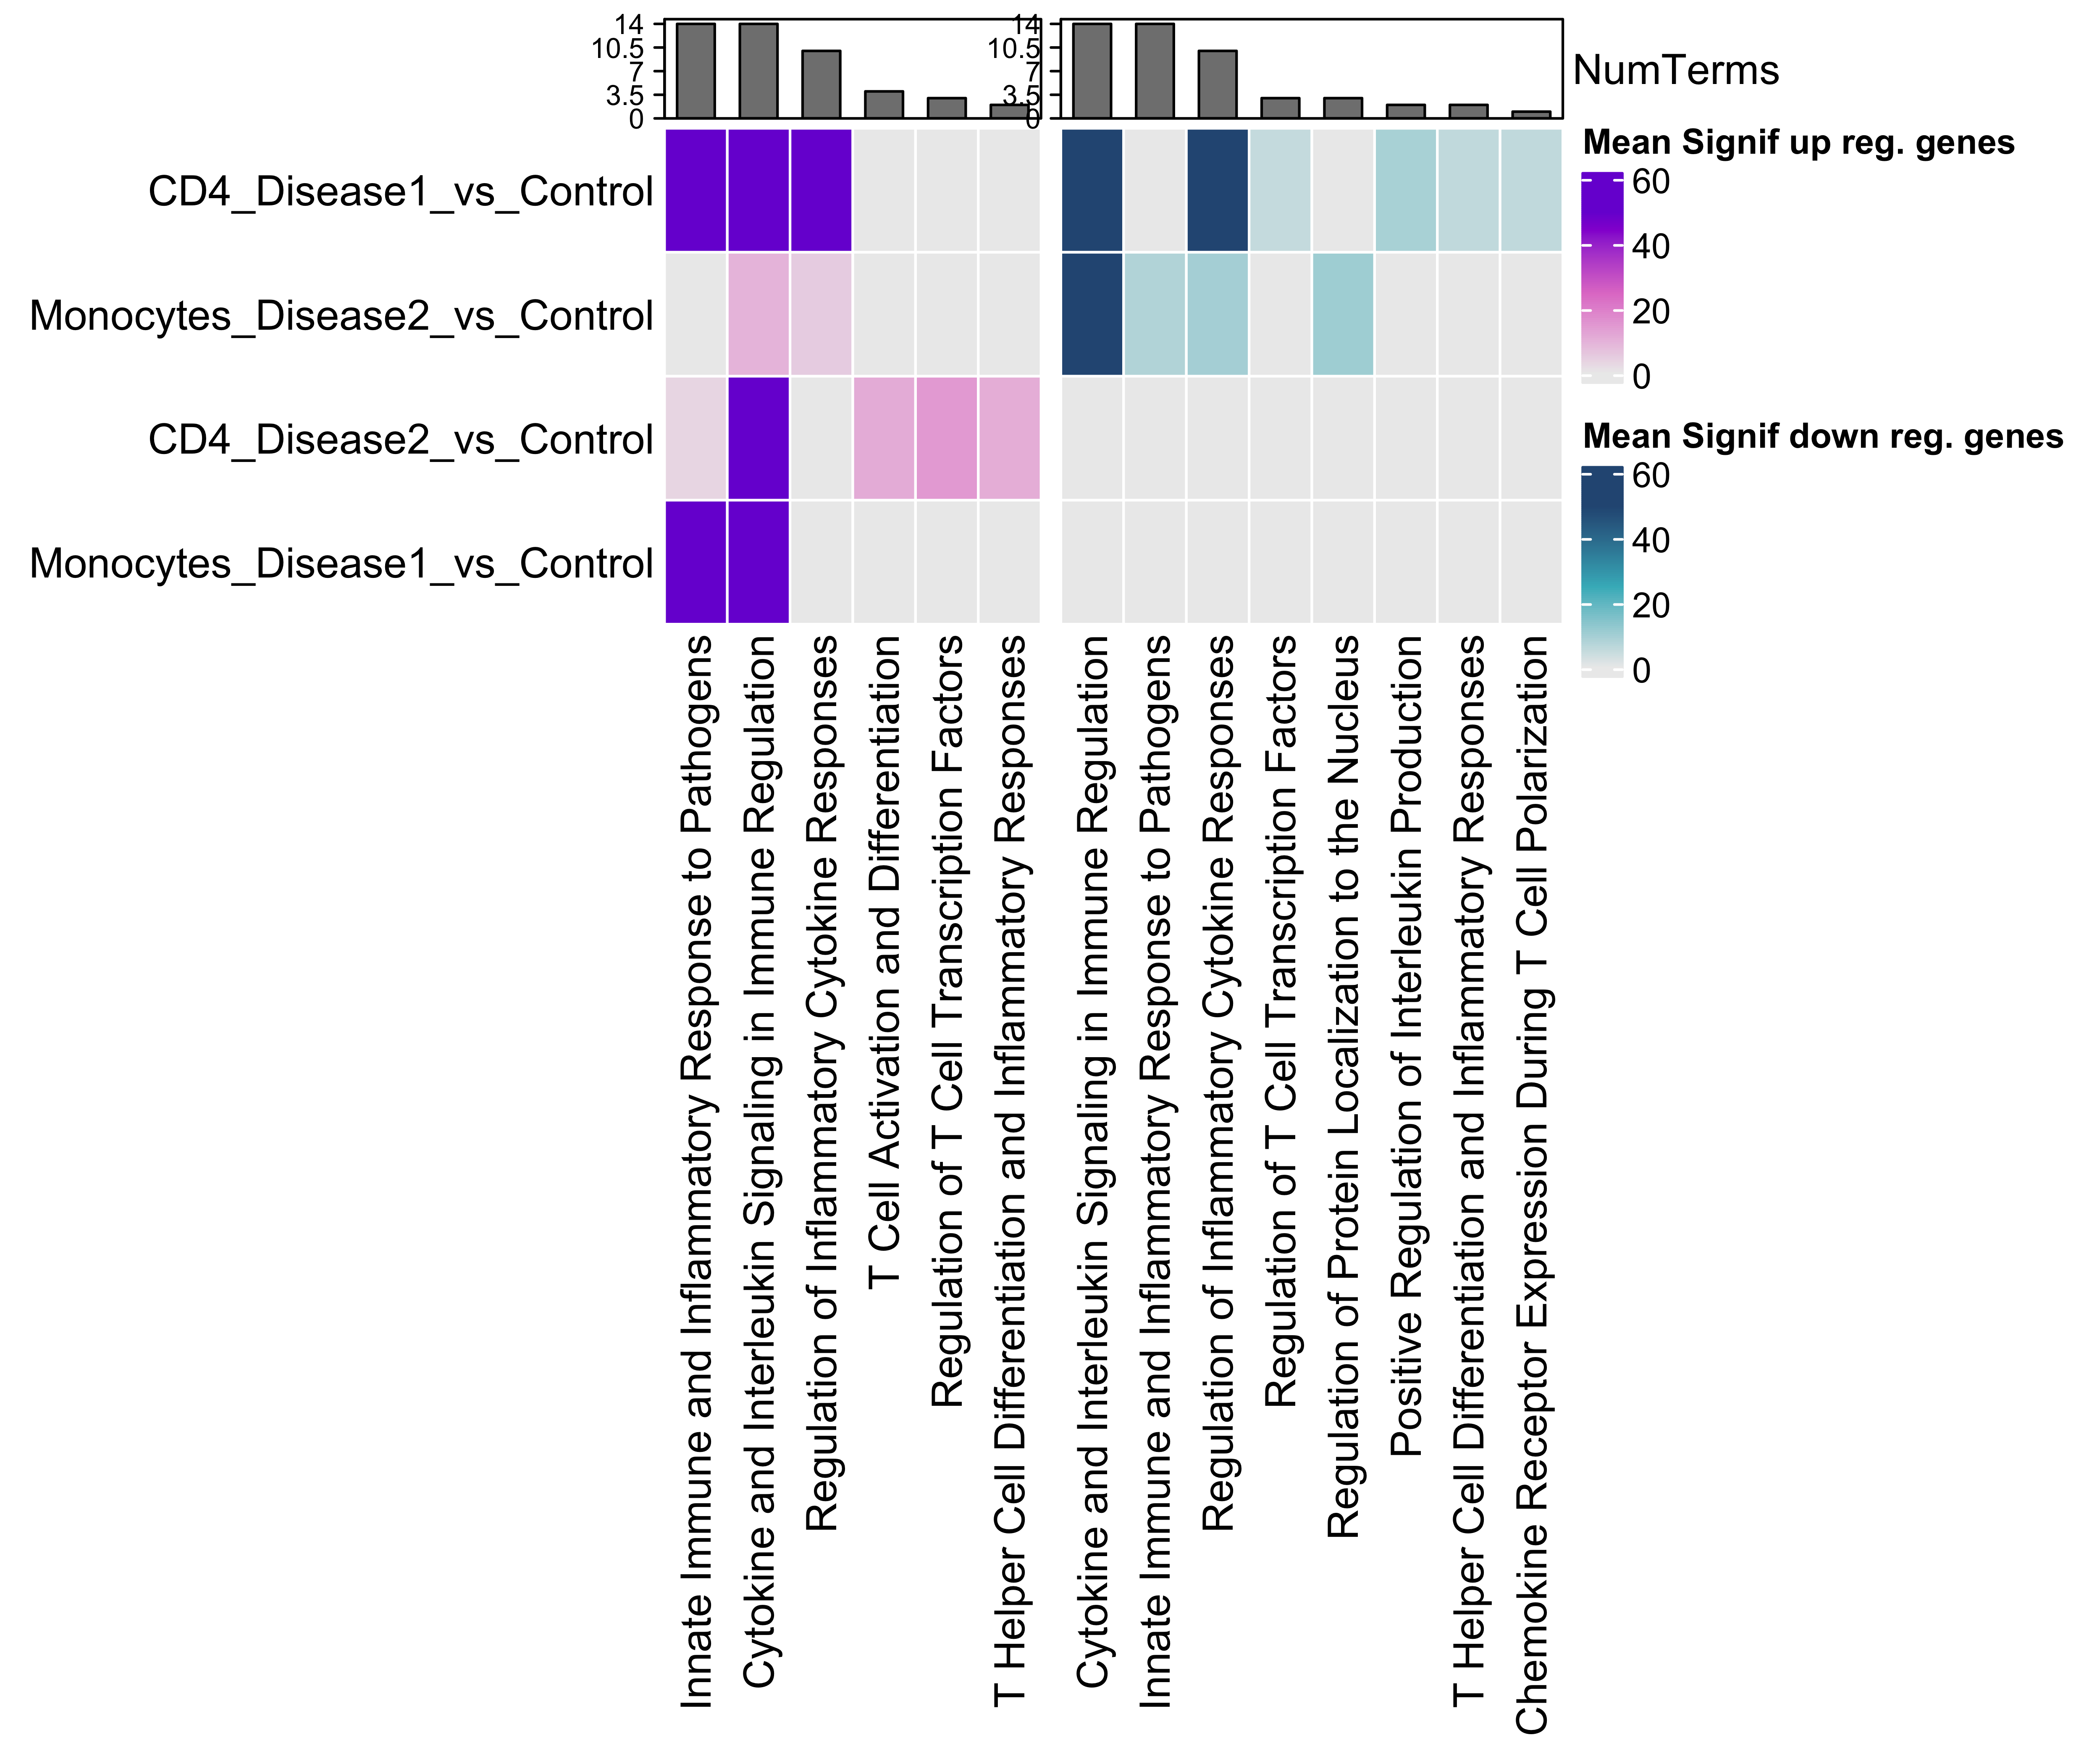 14
10.5
7
3.5
0
14
10.5
7
3.5
0
NumTerms
CD4_Disease1_vs_Control
Monocytes_Disease2_vs_Control
CD4_Disease2_vs_Control
Monocytes_Disease1_vs_Control
Mean Signif up reg. genes
60
40
20
0
Mean Signif down reg. genes
60
40
20
0
Innate Immune and Inflammatory Response to Pathogens
Cytokine and Interleukin Signaling in Immune Regulation
Regulation of Inflammatory Cytokine Responses
T Cell Activation and Differentiation
Regulation of T Cell Transcription Factors
T Helper Cell Differentiation and Inflammatory Responses
Cytokine and Interleukin Signaling in Immune Regulation
Innate Immune and Inflammatory Response to Pathogens
Regulation of Inflammatory Cytokine Responses
Regulation of T Cell Transcription Factors
Regulation of Protein Localization to the Nucleus
Positive Regulation of Interleukin Production
T Helper Cell Differentiation and Inflammatory Responses
Chemokine Receptor Expression During T Cell Polarization